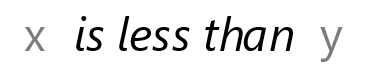 x is less than y